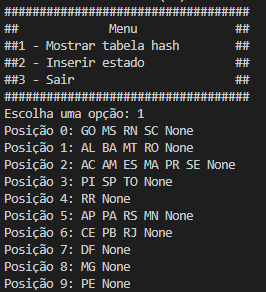 ###################################
##             Menu              ##
##1 - Mostrar tabela hash        ##
##2 - Inserir estado             ##
##3 - Sair                       ##
###################################
Escolha uma opção: 1
Posição 0: GO MS RN SC None
Posição 1: AL BA MT RO None
Posição 2: AC AM ES MA PR SE None
Posição 3: PI SP TO None
Posição 4: RR None
Posição 5: AP PA RS MN None
Posição 6: CE PB RJ None
Posição 7: DF None
Posição 8: MG None
Posição 9: PE None